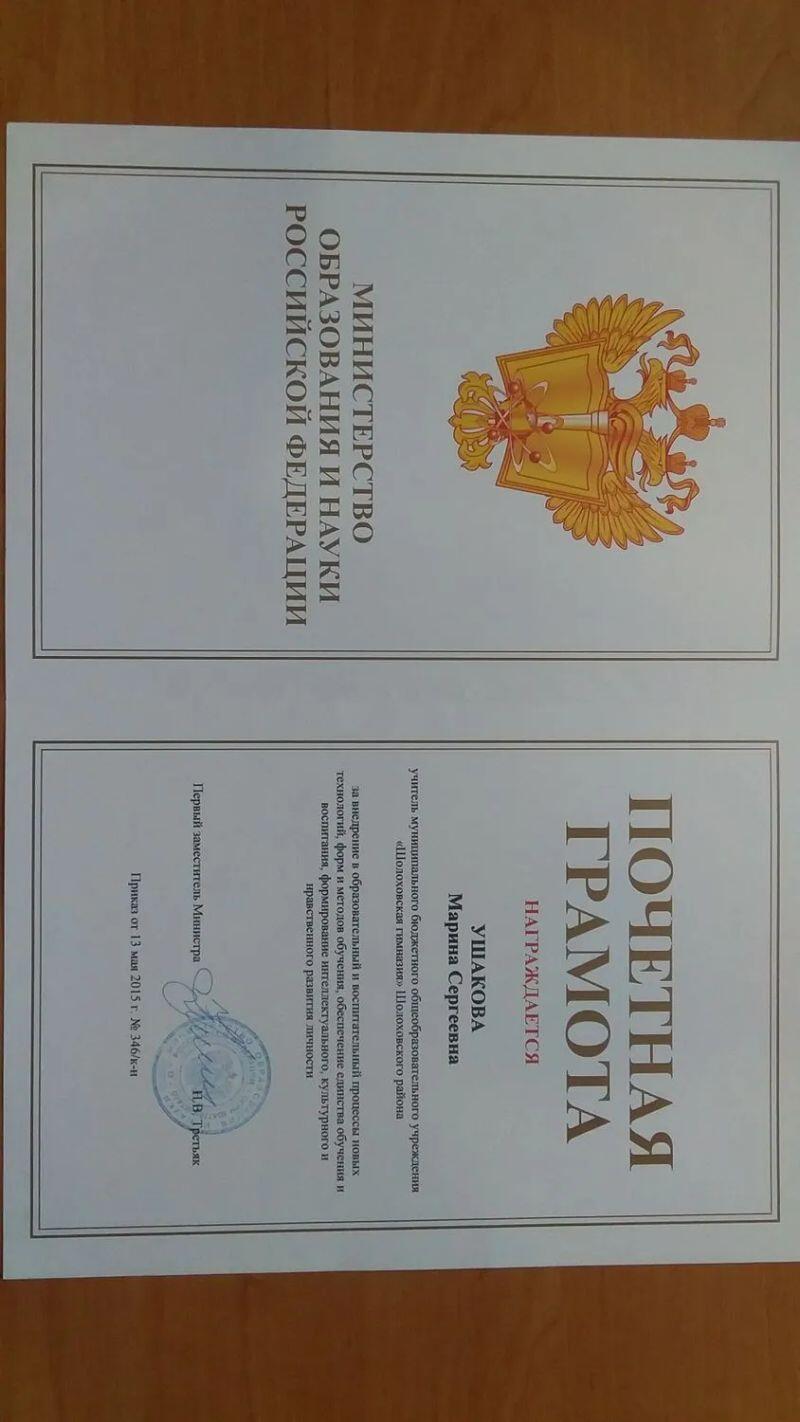 МИНИСТЕРСТВО
ОБРАЗОВАНИЯ И НАУКИ
РОССИЙСКОЙ ФЕДЕРАЦИИ
ПОЧЕТНАЯ
ГРАМОТА
НАГРАЖДАЕТСЯ
УШАКОВА
Марина Сергеевна
учитель муниципального бюджетного общеобразовательного учреждения
«Шолоховская гимназия» Шолоховского района
за внедрение в образовательный и воспитательный процессы новых
технологий, форм и методов обучения, обеспечение единства обучения и
воспитания, формирование интеллектуального, культурного и
нравственного развития личности
Первый заместитель Министра Н.В. Третьяк
Приказ от 13 мая 2015 г. № 346/к-н